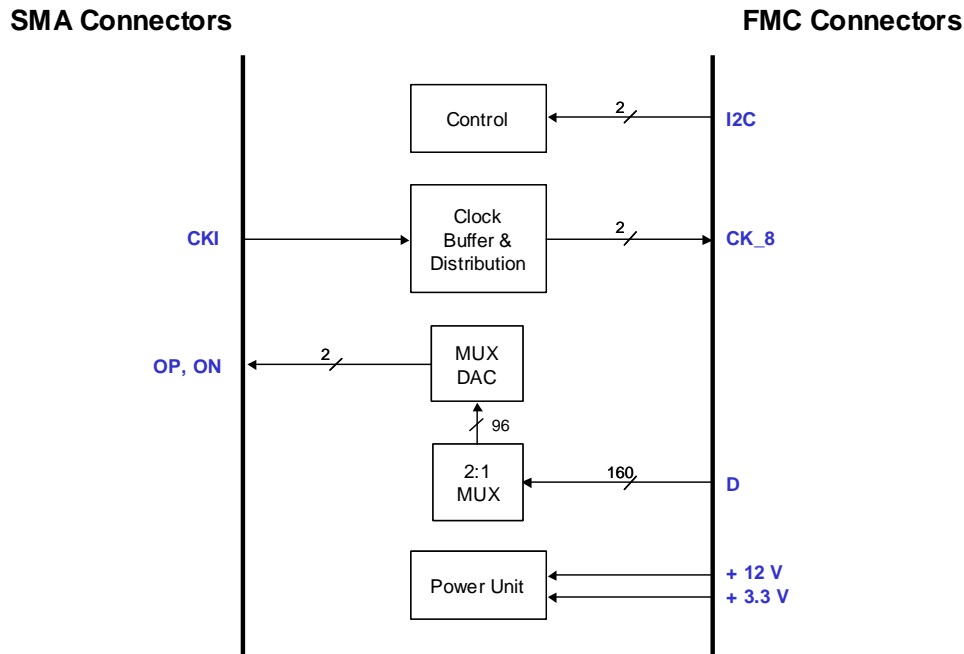 SMA Connectors
FMC Connectors
Control
2
I2C
CKI
Clock
Buffer &
Distribution
2
CK_8
OP, ON
2
MUX
DAC
96
2:1
MUX
160
D
Power Unit
+ 12 V
+ 3.3 V